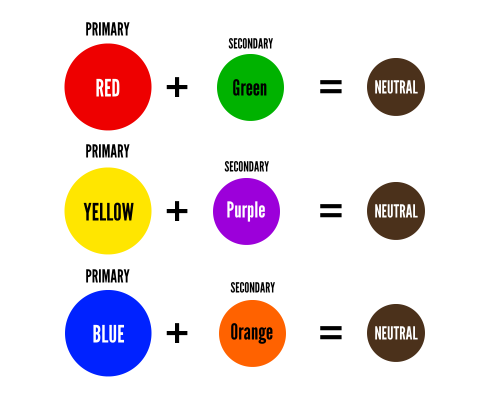 PRIMARY
SECONDARY
RED + Green = NEUTRAL
PRIMARY
SECONDARY
YELLOW + Purple = NEUTRAL
PRIMARY
SECONDARY
BLUE + Orange = NEUTRAL